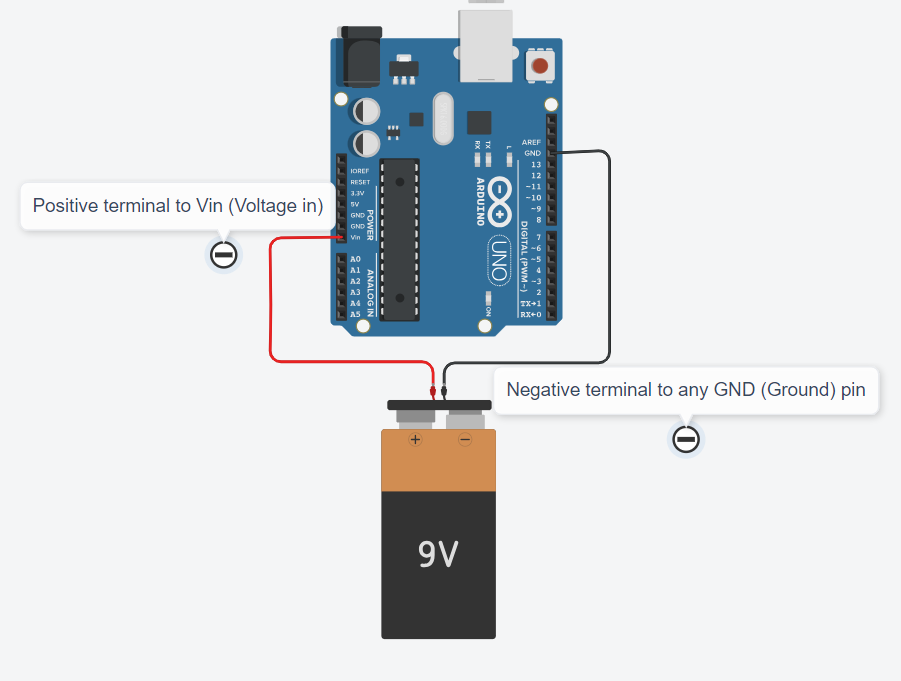 AREF
GND
13
12
~11
~10
~9
8
7
~6
~5
4
~3
2
TX→1
RX←0
DIGITAL (PWM~)
RX
TX
L
ARDUINO
UNO
ON
IOREF
RESET
3.3V
5V
GND
GND
Vin
POWER
A0
A1
A2
A3
A4
A5
ANALOG IN
Positive terminal to Vin (Voltage in)
Negative terminal to any GND (Ground) pin
+
−
9V